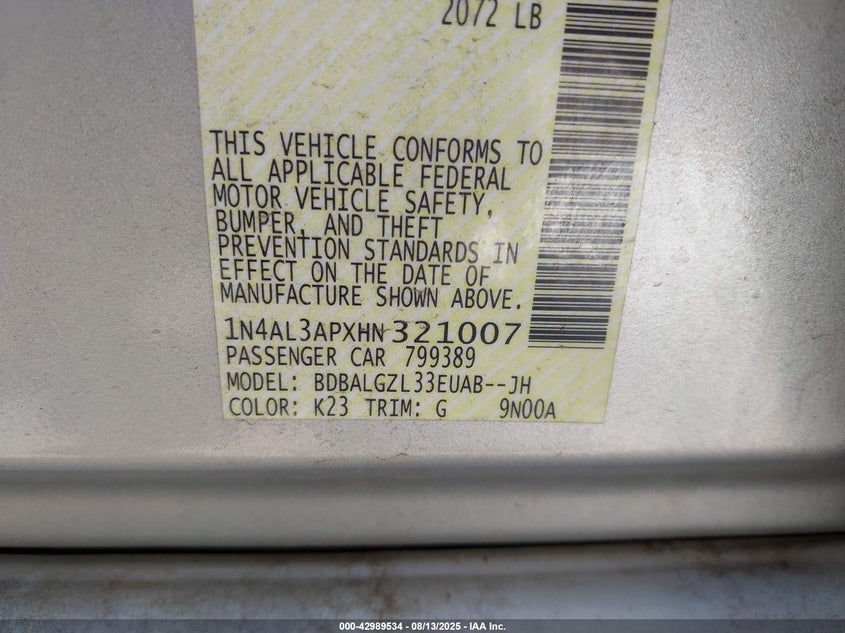 2072 LB
THIS VEHICLE CONFORMS TO
ALL APPLICABLE FEDERAL
MOTOR VEHICLE SAFETY,
BUMPER, AND THEFT
PREVENTION STANDARDS IN
EFFECT ON THE DATE OF
MANUFACTURE SHOWN ABOVE.
1N4AL3APXHN321007
PASSENGER CAR 799389
MODEL: BDBALGZL33EUAB--JH
COLOR: K23 TRIM: G 9N00A
000-42989534 - 08/13/2025 - IAA Inc.